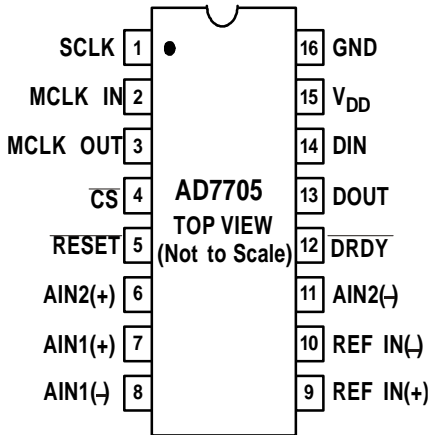 SCLK 1 16 GND
MCLK IN 2 15 VDD
MCLK OUT 3 14 DIN
CS 4 13 DOUT
RESET 5 12 DRDY
AIN2(+) 6 11 AIN2(–)
AIN1(+) 7 10 REF IN(–)
AIN1(–) 8 9 REF IN(+)
AD7705
TOP VIEW
(Not to Scale)